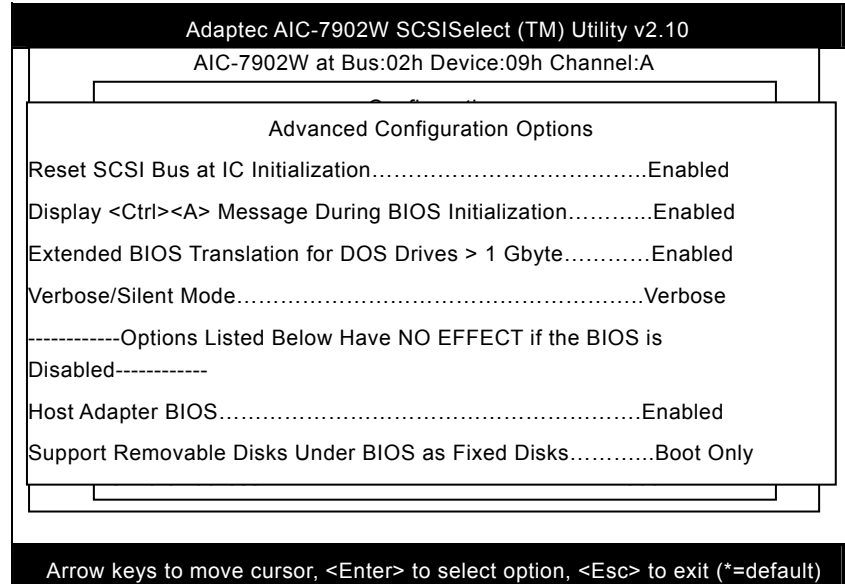 Adaptec AIC-7902W SCSISelect (TM) Utility v2.10
AIC-7902W at Bus:02h Device:09h Channel:A
Advanced Configuration Options
Reset SCSI Bus at IC Initialization……………………………..Enabled
Display <Ctrl><A> Message During BIOS Initialization………...Enabled
Extended BIOS Translation for DOS Drives > 1 Gbyte…………Enabled
Verbose/Silent Mode……………………………………………..Verbose
------------Options Listed Below Have NO EFFECT if the BIOS is
Disabled------------
Host Adapter BIOS……………………………………………….Enabled
Support Removable Disks Under BIOS as Fixed Disks………...Boot Only
Arrow keys to move cursor, <Enter> to select option, <Esc> to exit (*=default)